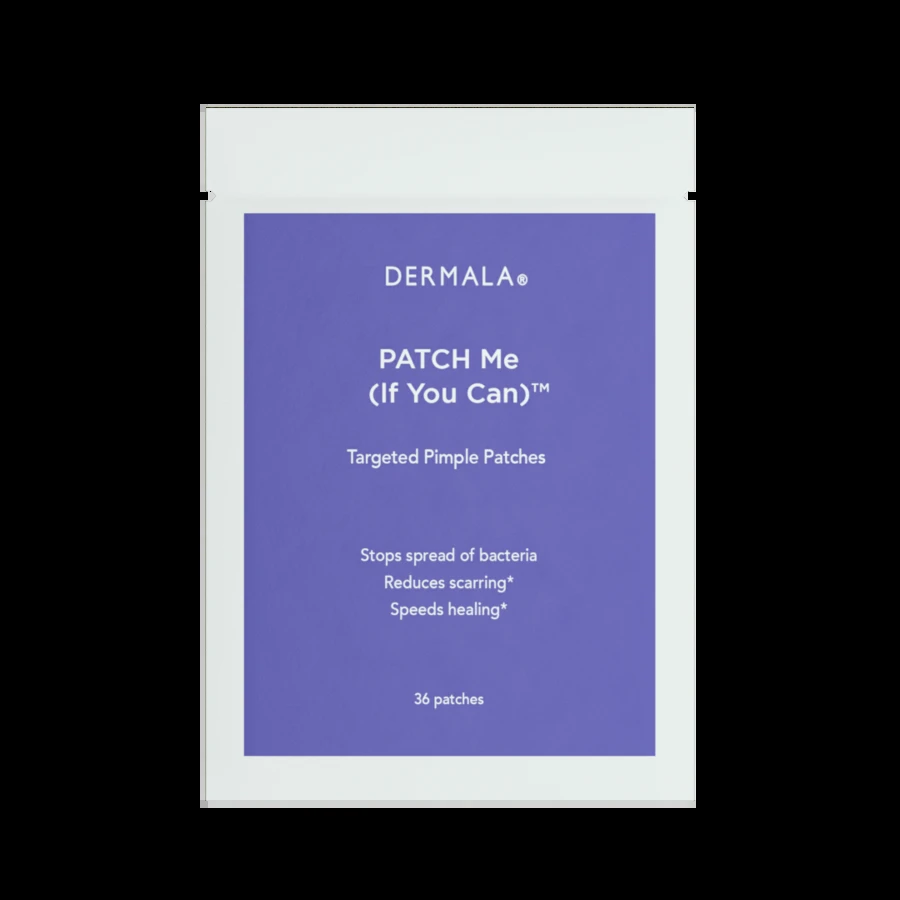 DERMALA®
PATCH Me
(If You Can)™
Targeted Pimple Patches
Stops spread of bacteria
Reduces scarring*
Speeds healing*
36 patches